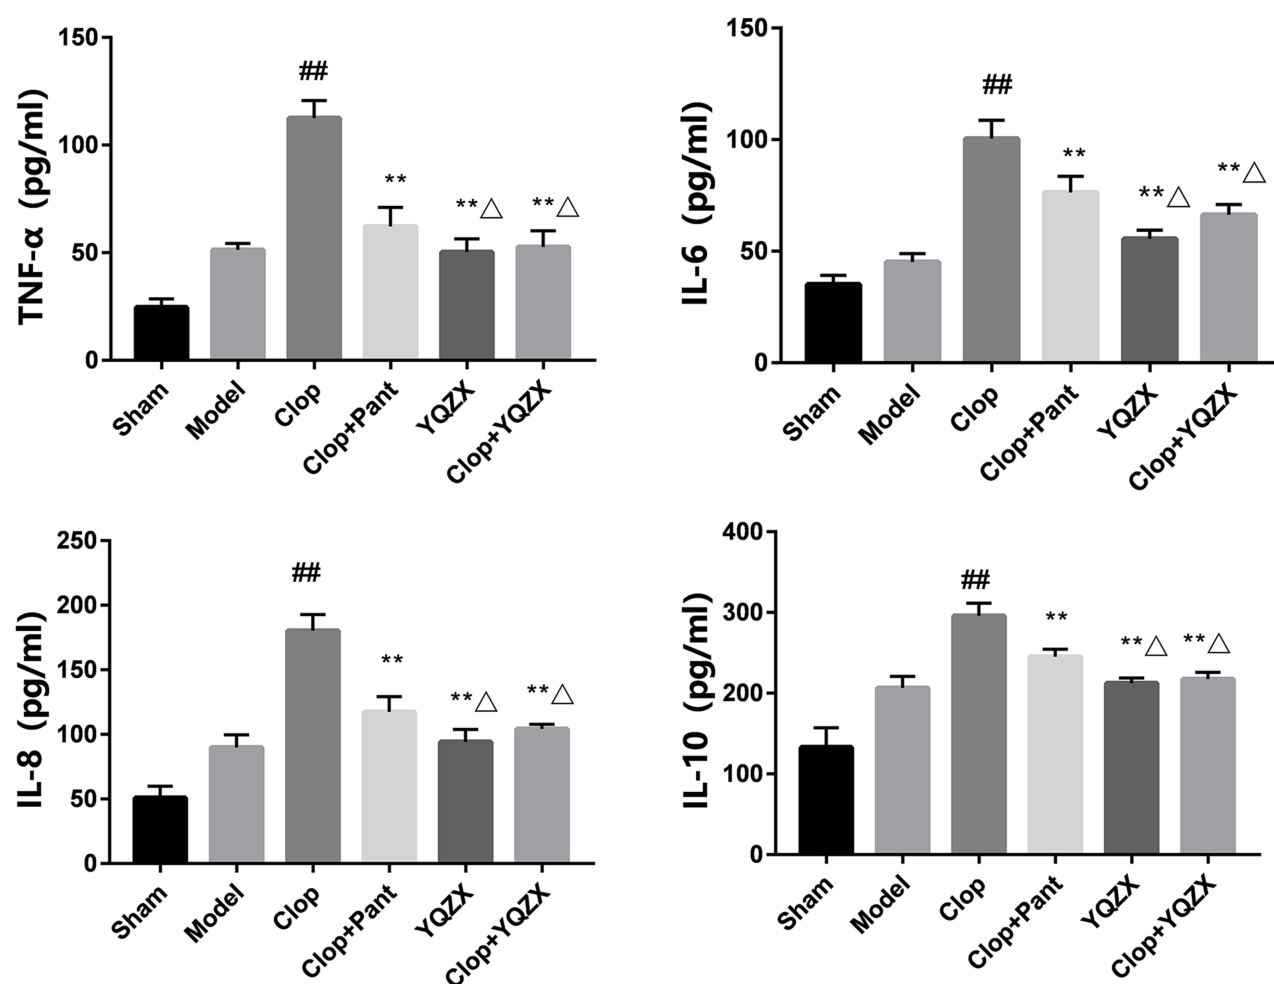 TNF-α (pg/ml)
150
100
50
0
##
**
**△
**△
Sham
Model
Clop
Clop+Pant
YQZX
Clop+YQZX
IL-6 (pg/ml)
150
100
50
0
##
**
**△
**△
Sham
Model
Clop
Clop+Pant
YQZX
Clop+YQZX
IL-8 (pg/ml)
250
200
150
100
50
0
##
**
**△
**△
Sham
Model
Clop
Clop+Pant
YQZX
Clop+YQZX
IL-10 (pg/ml)
400
300
200
100
0
##
**
**△
**△
Sham
Model
Clop
Clop+Pant
YQZX
Clop+YQZX